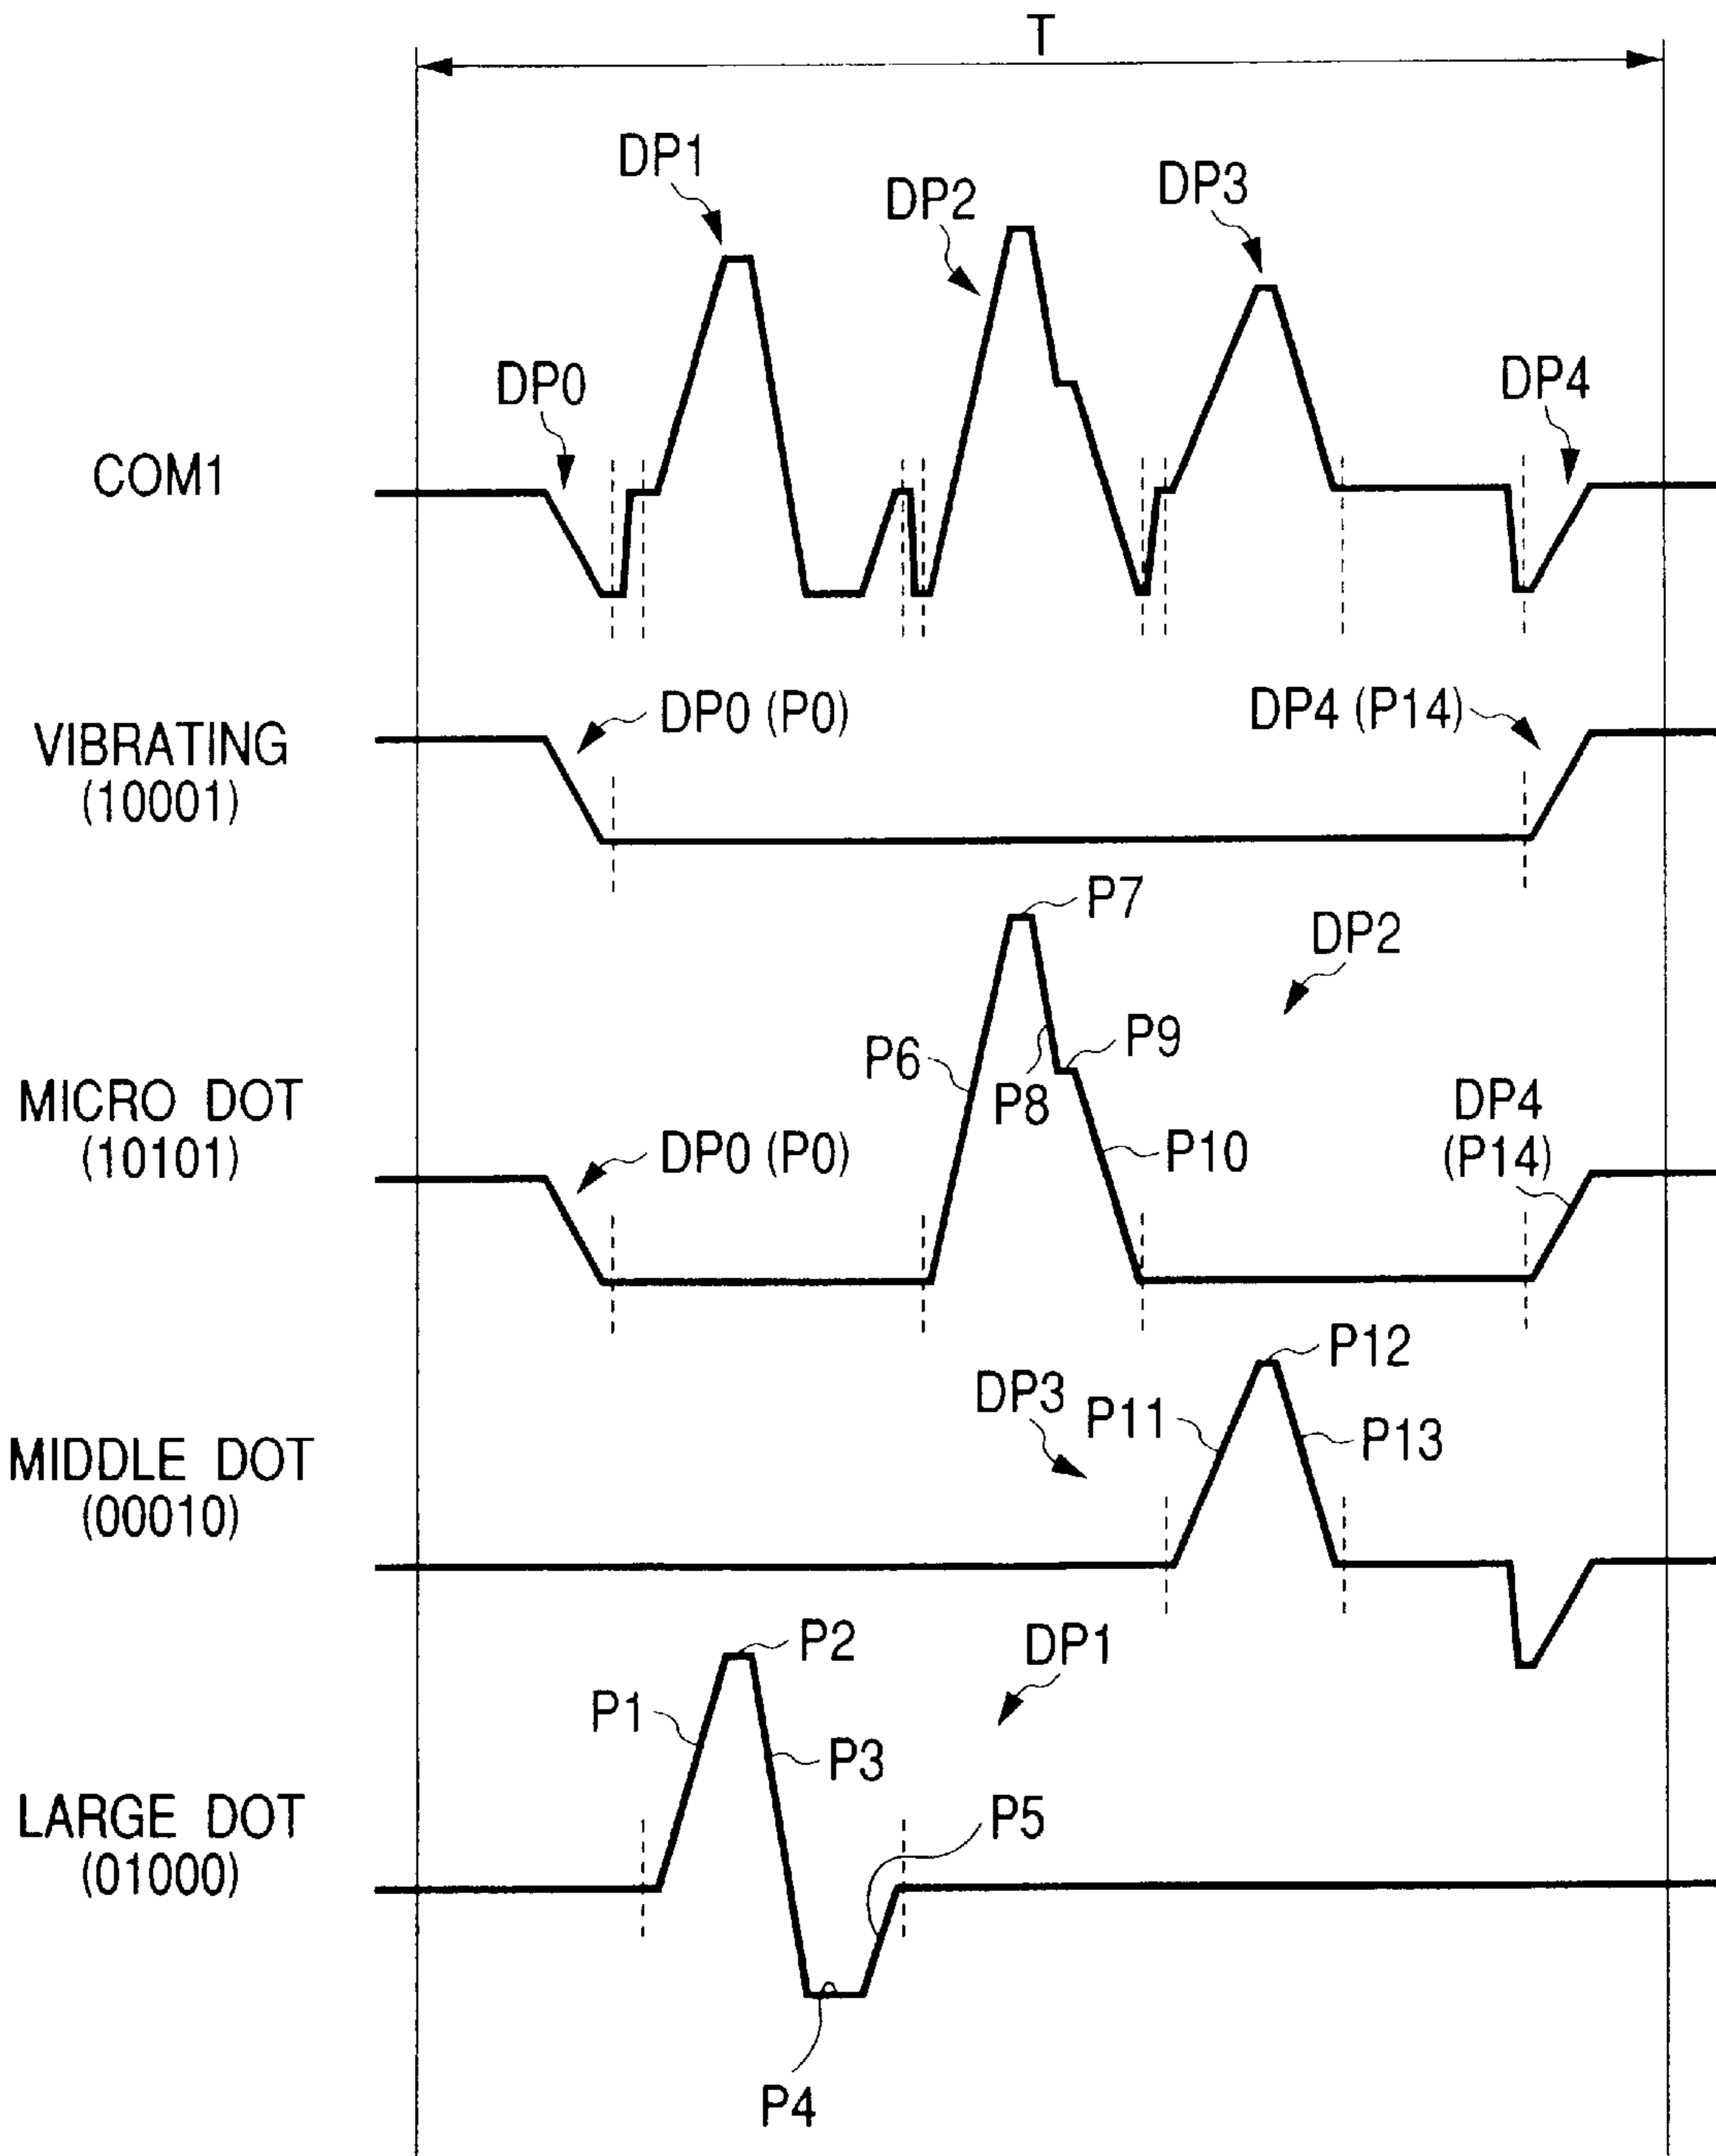 T
DP1
DP2
DP3
DP0
DP4
COM1
DP0 (P0)
DP4 (P14)
VIBRATING
(10001)
P7
DP2
P6
P9
P8
MICRO DOT
(10101)
DP0 (P0)
P10
DP4
(P14)
P12
DP3
P11
P13
MIDDLE DOT
(00010)
P2
DP1
P1
P3
LARGE DOT
(01000)
P5
P4